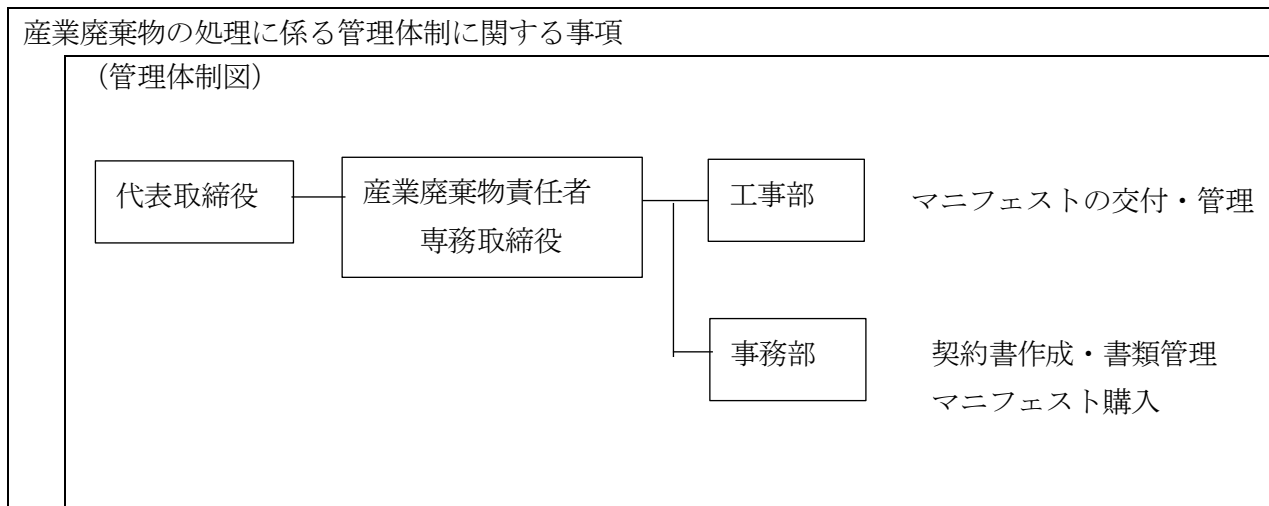 産業廃棄物の処理に係る管理体制に関する事項
(管理体制図)
代表取締役
産業廃棄物責任者
専務取締役
工事部
マニフェストの交付・管理
事務部
契約書作成・書類管理
マニフェスト購入